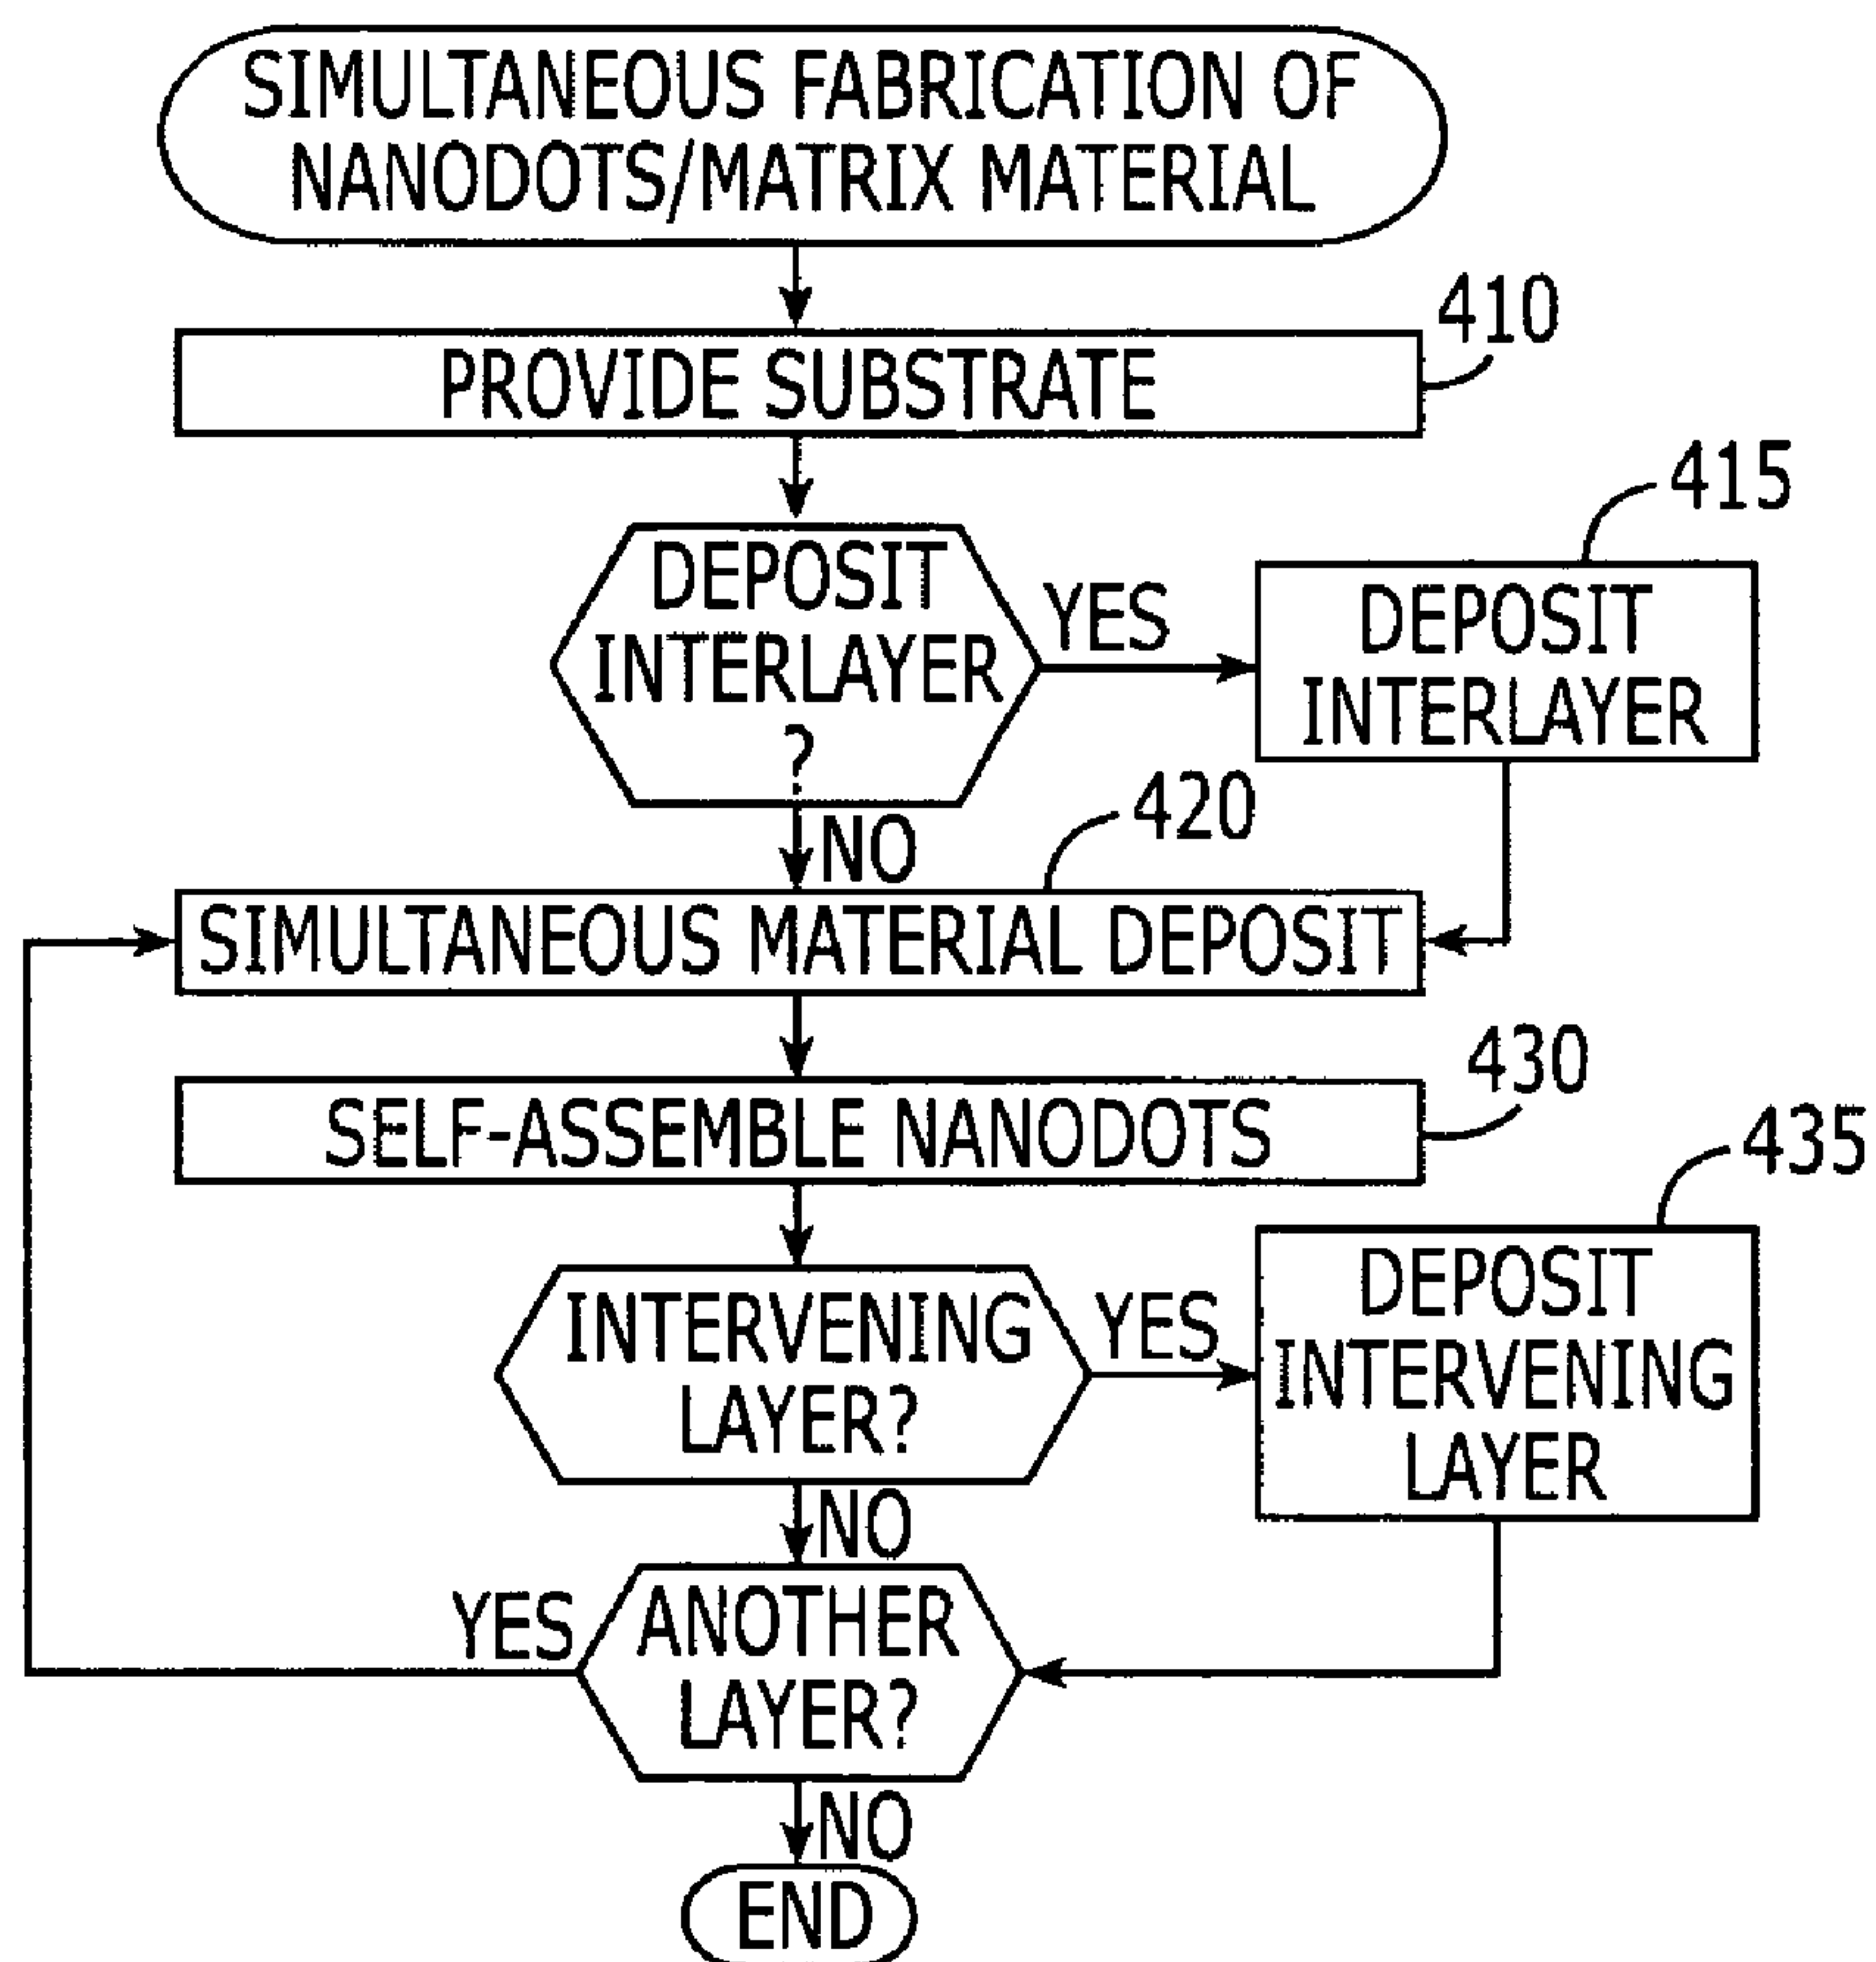 SIMULTANEOUS FABRICATION OF
NANODOTS/MATRIX MATERIAL
410
PROVIDE SUBSTRATE
415
DEPOSIT
INTERLAYER
?
YES
DEPOSIT
INTERLAYER
NO
420
SIMULTANEOUS MATERIAL DEPOSIT
430
SELF-ASSEMBLE NANODOTS
435
INTERVENING
LAYER?
YES
DEPOSIT
INTERVENING
LAYER
NO
YES
ANOTHER
LAYER?
NO
END